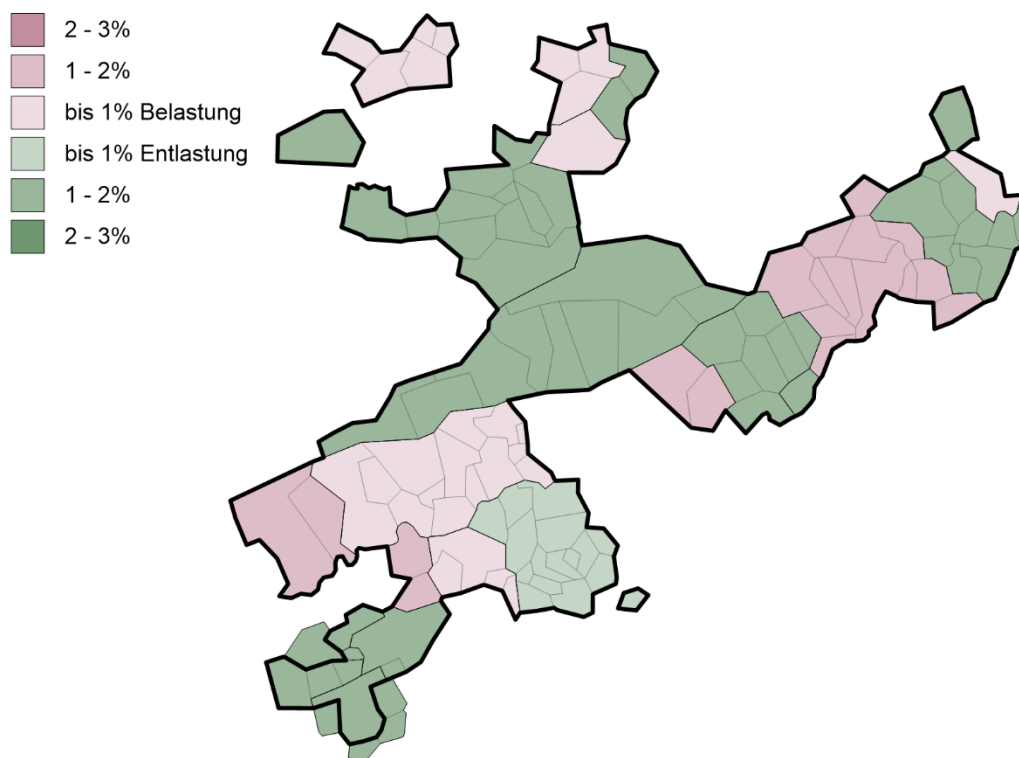 2 - 3%
1 - 2%
bis 1% Belastung
bis 1% Entlastung
1 - 2%
2 - 3%